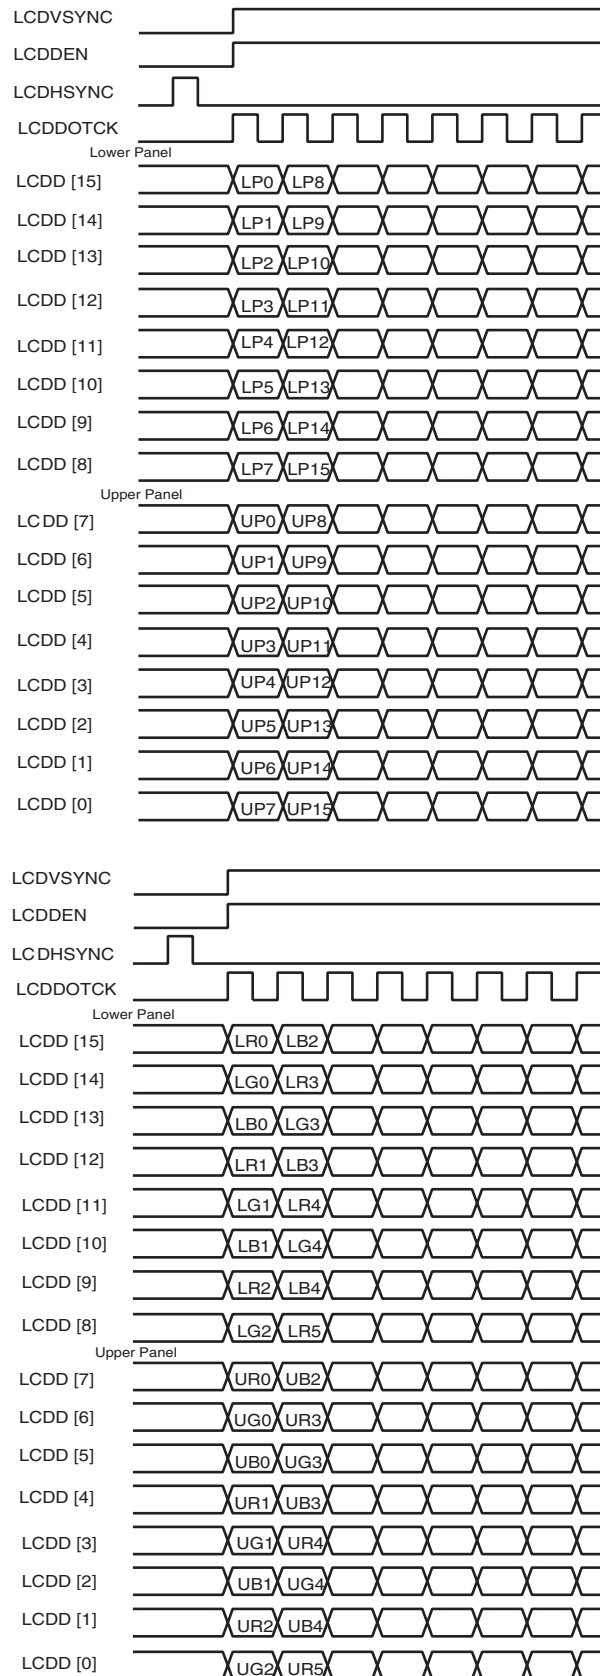 LCDVSYNC
LCDDEN
LCDHSYNC
LCDDOTCK
Lower Panel
LCDD [15] LP0 LP8
LCDD [14] LP1 LP9
LCDD [13] LP2 LP10
LCDD [12] LP3 LP11
LCDD [11] LP4 LP12
LCDD [10] LP5 LP13
LCDD [9] LP6 LP14
LCDD [8] LP7 LP15
Upper Panel
LCDD [7] UP0 UP8
LCDD [6] UP1 UP9
LCDD [5] UP2 UP10
LCDD [4] UP3 UP11
LCDD [3] UP4 UP12
LCDD [2] UP5 UP13
LCDD [1] UP6 UP14
LCDD [0] UP7 UP15
LCDVSYNC
LCDDEN
LCDHSYNC
LCDDOTCK
Lower Panel
LCDD [15] LR0 LB2
LCDD [14] LG0 LR3
LCDD [13] LB0 LG3
LCDD [12] LR1 LB3
LCDD [11] LG1 LR4
LCDD [10] LB1 LG4
LCDD [9] LR2 LB4
LCDD [8] LG2 LR5
Upper Panel
LCDD [7] UR0 UB2
LCDD [6] UG0 UR3
LCDD [5] UB0 UG3
LCDD [4] UR1 UB3
LCDD [3] UG1 UR4
LCDD [2] UB1 UG4
LCDD [1] UR2 UB4
LCDD [0] UG2 UR5